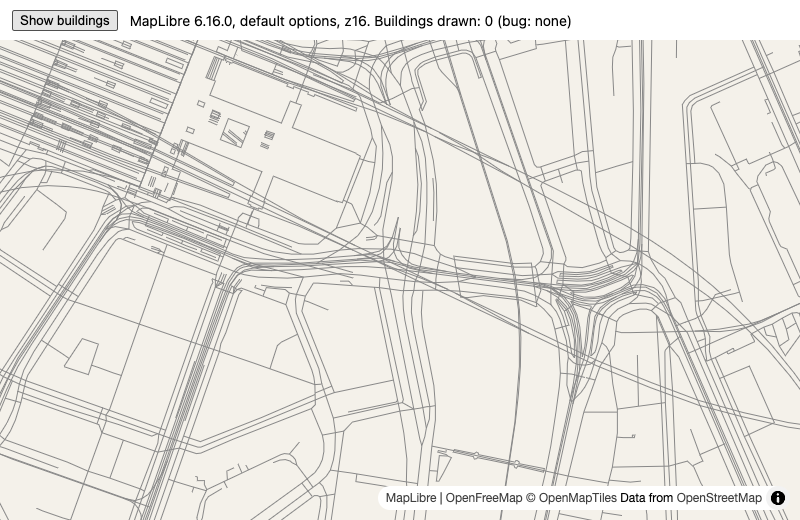 Show buildings MapLibre 6.16.0, default options, z16. Buildings drawn: 0 (bug: none)
MapLibre | OpenFreeMap © OpenMapTiles Data from OpenStreetMap